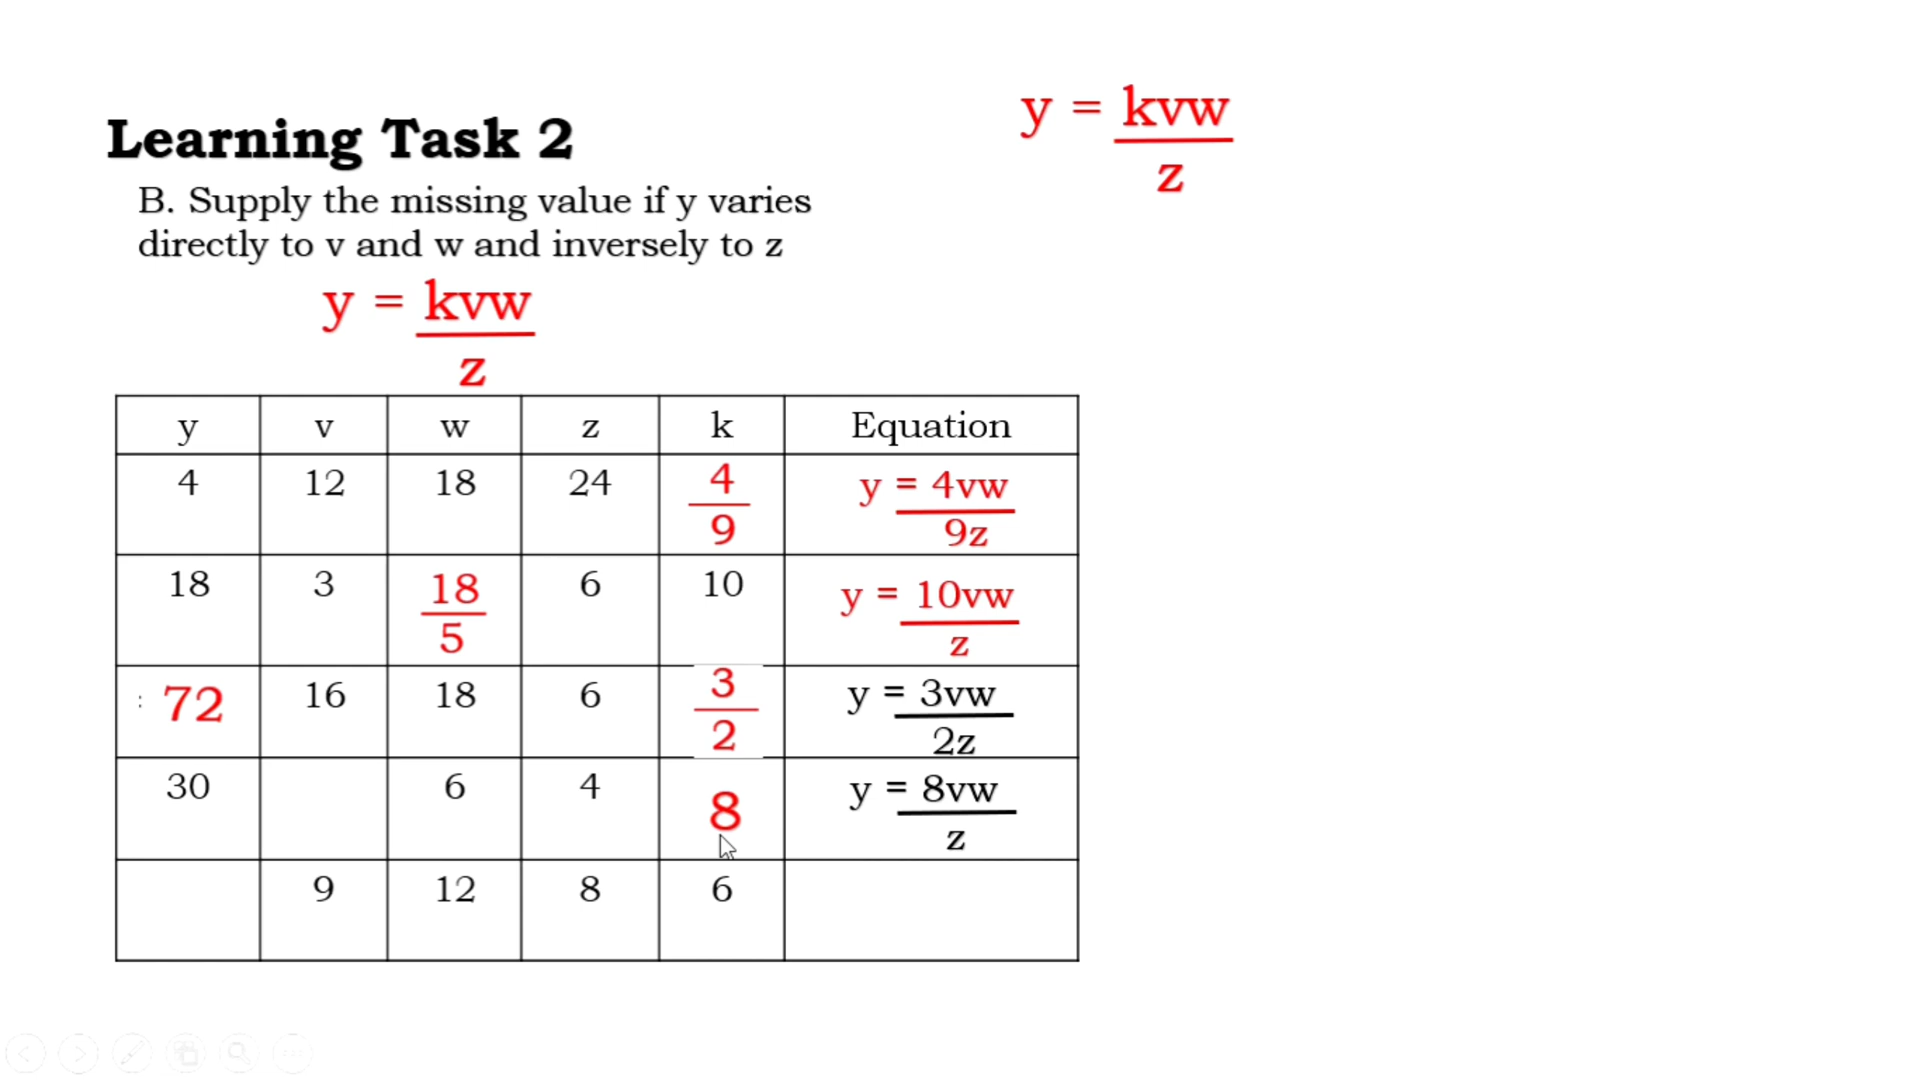 y = kvw
z
Learning Task 2
B. Supply the missing value if y varies
directly to v and w and inversely to z
y = kvw
z
y v w z k Equation
4 12 18 24 4/9 y = 4vw
9z
18 3 18/5 6 10 y = 10vw
z
: 72 16 18 6 3/2 y = 3vw
2z
30 6 4 8 y = 8vw
z
9 12 8 6